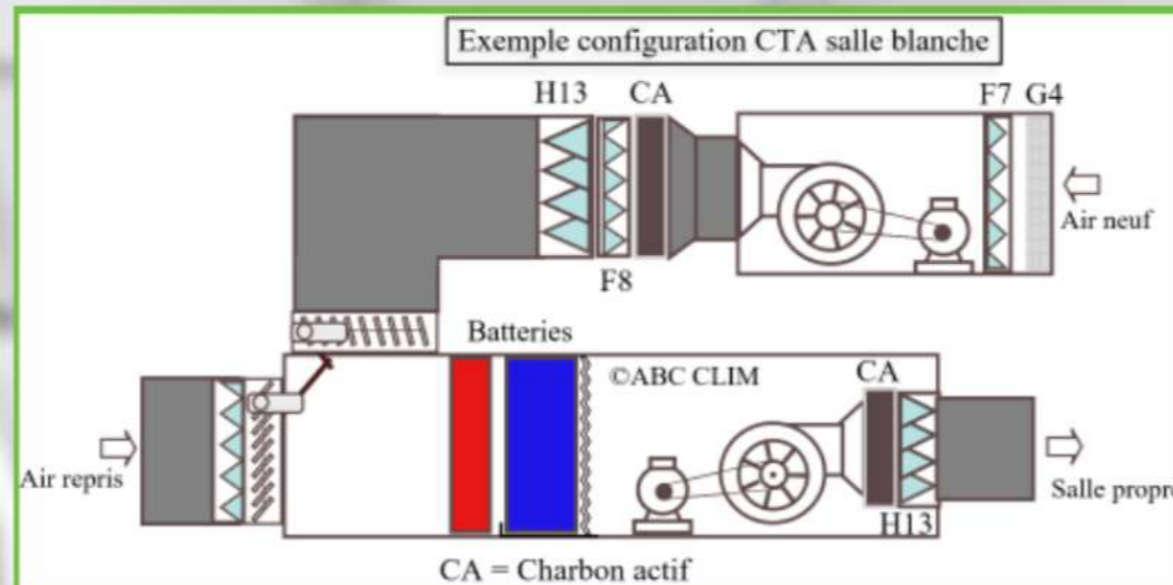 Exemple configuration CTA salle blanche
H13 CA F7 G4
Air neuf
F8
Batteries
©ABC CLIM
CA
Air repris
Salle propre
H13
CA = Charbon actif